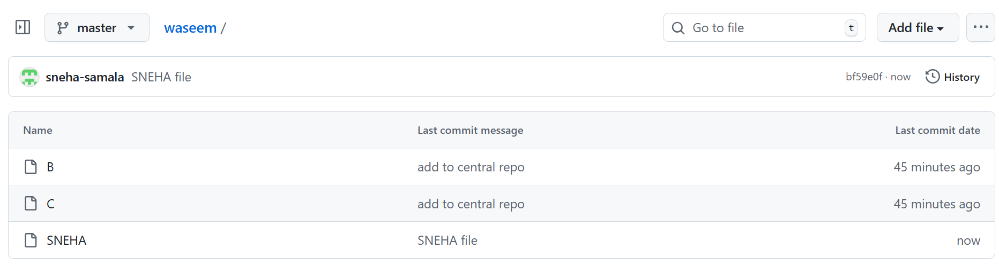 master waseem / Go to file t Add file
sneha-samala SNEHA file bf59e0f · now History
Name Last commit message Last commit date
B add to central repo 45 minutes ago
C add to central repo 45 minutes ago
SNEHA SNEHA file now